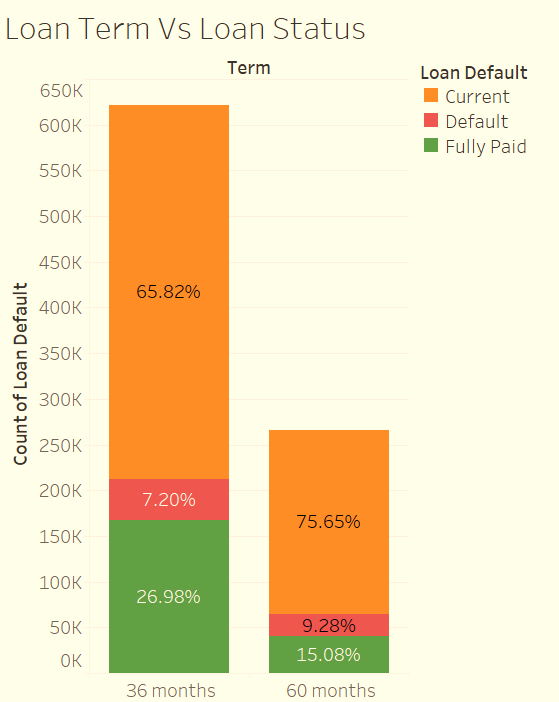 Loan Term Vs Loan Status
Term
Loan Default
Current
Default
Fully Paid
Count of Loan Default
650K
600K
550K
500K
450K
400K
350K
300K
250K
200K
150K
100K
50K
0K
65.82%
7.20%
26.98%
75.65%
9.28%
15.08%
36 months
60 months